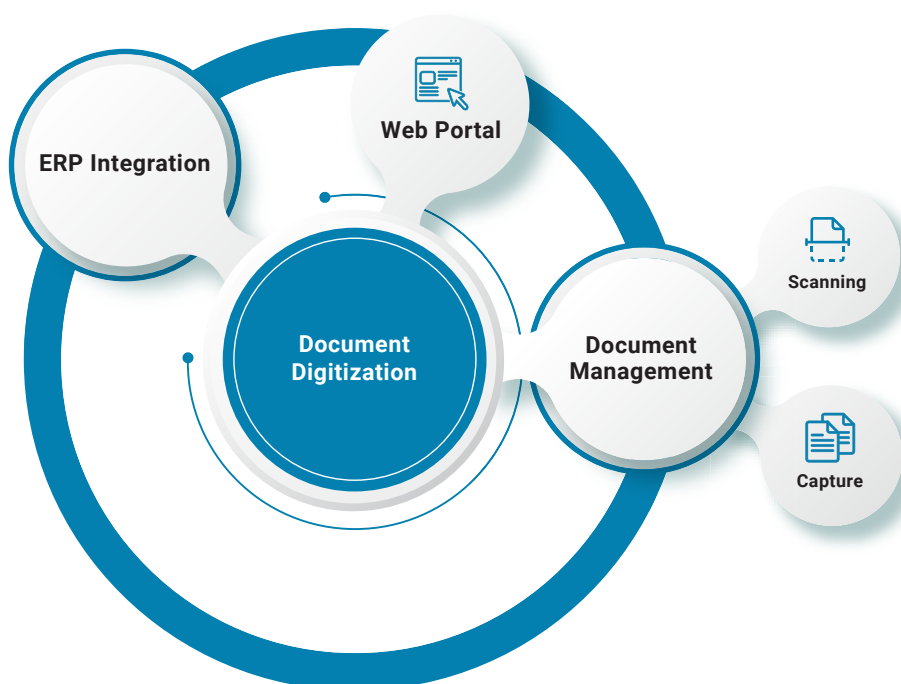 Web Portal
ERP Integration
Scanning
Document
Digitization
Document
Management
Capture